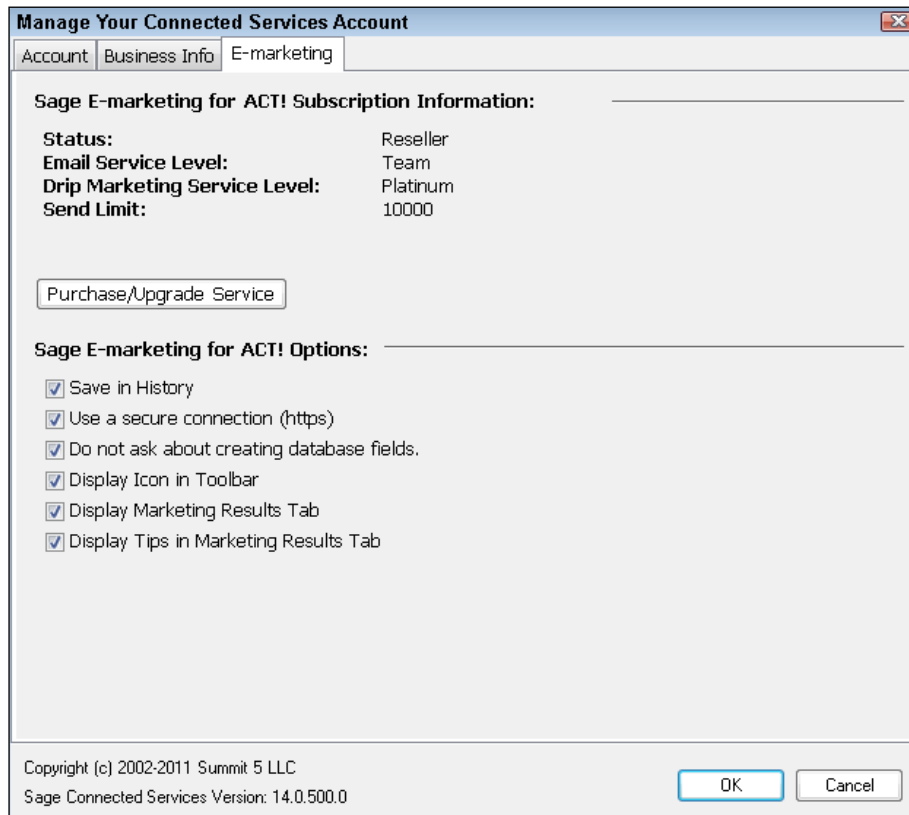 Manage Your Connected Services Account
Account Business Info E-marketing
Sage E-marketing for ACT! Subscription Information:
Status: Reseller
Email Service Level: Team
Drip Marketing Service Level: Platinum
Send Limit: 10000
Purchase/Upgrade Service
Sage E-marketing for ACT! Options:
Save in History
Use a secure connection (https)
Do not ask about creating database fields.
Display Icon in Toolbar
Display Marketing Results Tab
Display Tips in Marketing Results Tab
Copyright (c) 2002-2011 Summit 5 LLC
Sage Connected Services Version: 14.0.500.0
OK Cancel